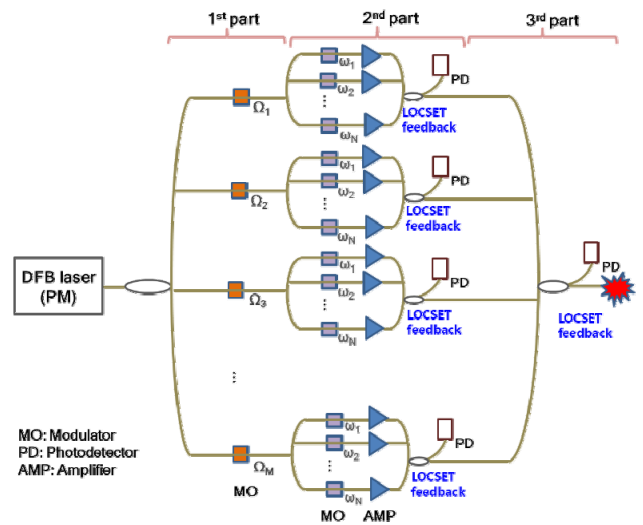 1st part 2nd part 3rd part
ω1
ω2
...
ωN
Ω1
PD
LOCSET
feedback
ω1
ω2
...
ωN
Ω2
PD
LOCSET
feedback
DFB laser
(PM)
ω1
ω2
...
ωN
Ω3
PD
LOCSET
feedback
PD
LOCSET
feedback
...
ω1
ω2
...
ωN
ΩM
PD
LOCSET
feedback
MO: Modulator
PD: Photodetector
AMP: Amplifier
MO MO AMP